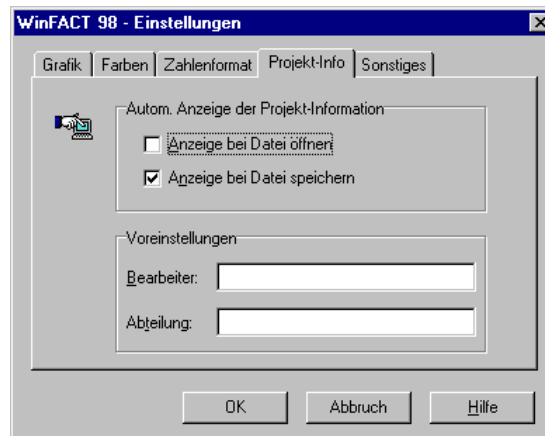 WinFACT 98 - Einstellungen
Grafik Farben Zahlenformat Projekt-Info Sonstiges
Autom. Anzeige der Projekt-Information
Anzeige bei Datei öffnen
Anzeige bei Datei speichern
Voreinstellungen
Bearbeiter:
Abteilung:
OK Abbruch Hilfe